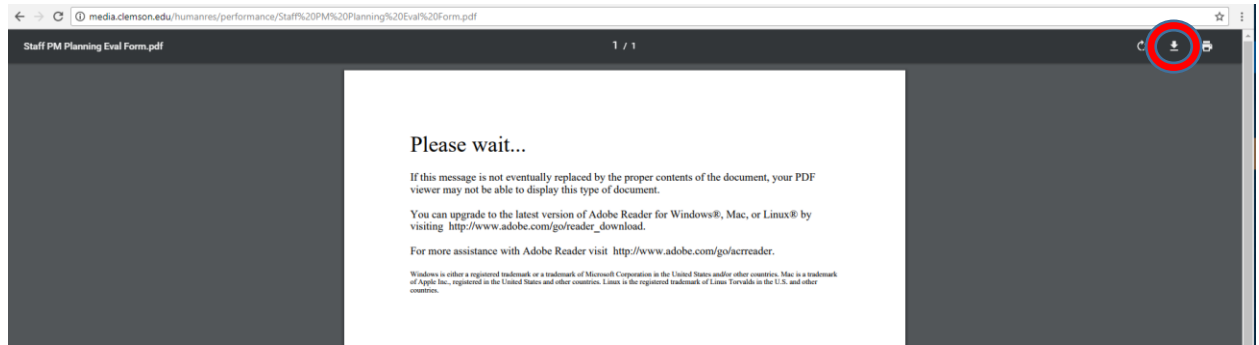 media.clemson.edu/humanres/performance/Staff%20PM%20Planning%20Eval%20Form.pdf
Staff PM Planning Eval Form.pdf
1 / 1
Please wait...
If this message is not eventually replaced by the proper contents of the document, your PDF
viewer may not be able to display this type of document.
You can upgrade to the latest version of Adobe Reader for Windows®, Mac, or Linux® by
visiting http://www.adobe.com/go/reader_download.
For more assistance with Adobe Reader visit http://www.adobe.com/go/acrreader.
Windows is either a registered trademark or a trademark of Microsoft Corporation in the United States and/or other countries. Mac is a trademark
of Apple Inc., registered in the United States and other countries. Linux is the registered trademark of Linus Torvalds in the U.S. and other
countries.